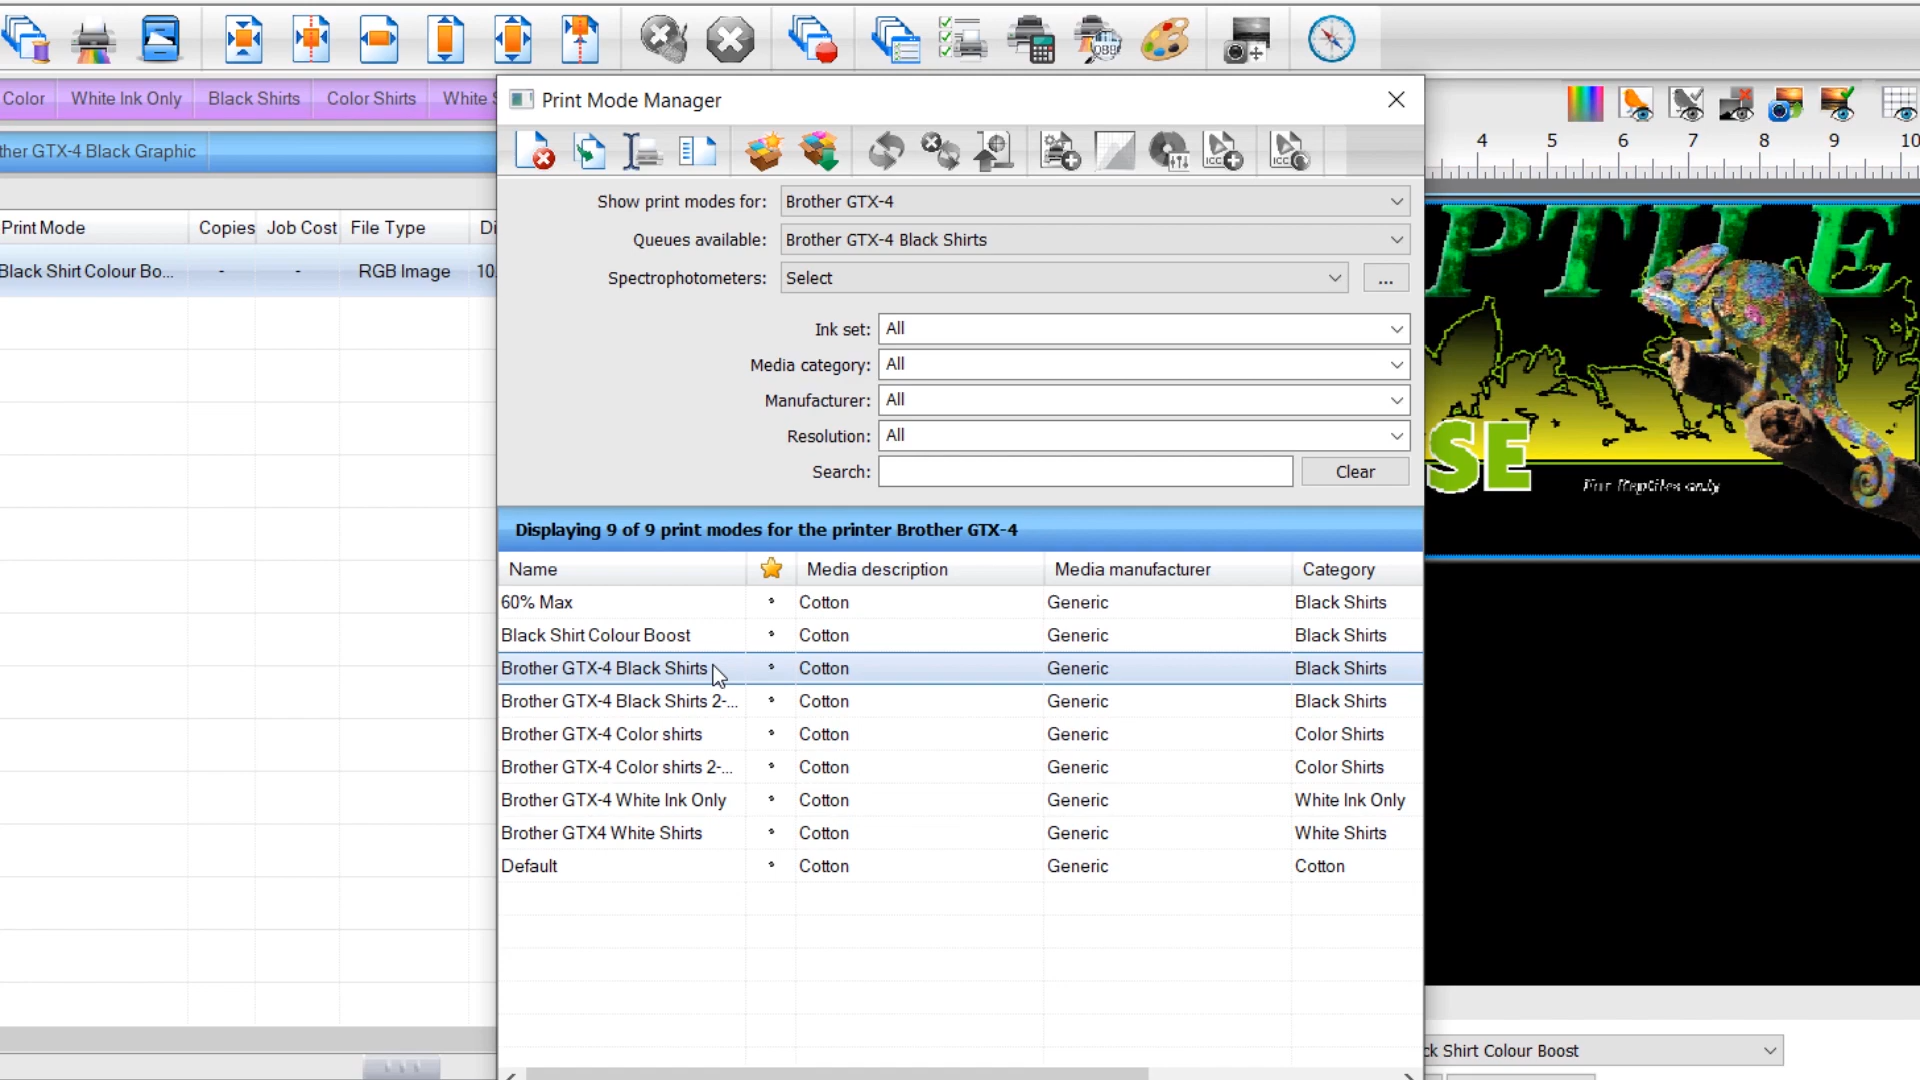 Color White Ink Only Black Shirts Color Shirts White S
ther GTX-4 Black Graphic
Print Mode Copies Job Cost File Type Di
Black Shirt Colour Bo... - - RGB Image 10
Print Mode Manager
Show print modes for: Brother GTX-4
Queues available: Brother GTX-4 Black Shirts
Spectrophotometers: Select ...
Ink set: All
Media category: All
Manufacturer: All
Resolution: All
Search: Clear
Displaying 9 of 9 print modes for the printer Brother GTX-4
Name Media description Media manufacturer Category
60% Max Cotton Generic Black Shirts
Black Shirt Colour Boost Cotton Generic Black Shirts
Brother GTX-4 Black Shirts Cotton Generic Black Shirts
Brother GTX-4 Black Shirts 2-... Cotton Generic Black Shirts
Brother GTX-4 Color shirts Cotton Generic Color Shirts
Brother GTX-4 Color shirts 2-... Cotton Generic Color Shirts
Brother GTX-4 White Ink Only Cotton Generic White Ink Only
Brother GTX4 White Shirts Cotton Generic White Shirts
Default Cotton Generic Cotton
4 5 6 7 8 9 10
PTILE
SE
For Reptiles only
ck Shirt Colour Boost